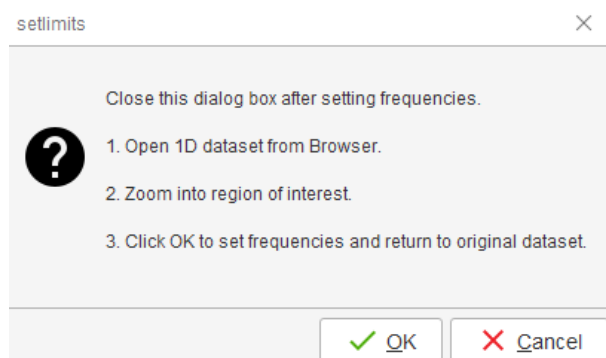 setlimits
Close this dialog box after setting frequencies.
1. Open 1D dataset from Browser.
2. Zoom into region of interest.
3. Click OK to set frequencies and return to original dataset.
OK
Cancel